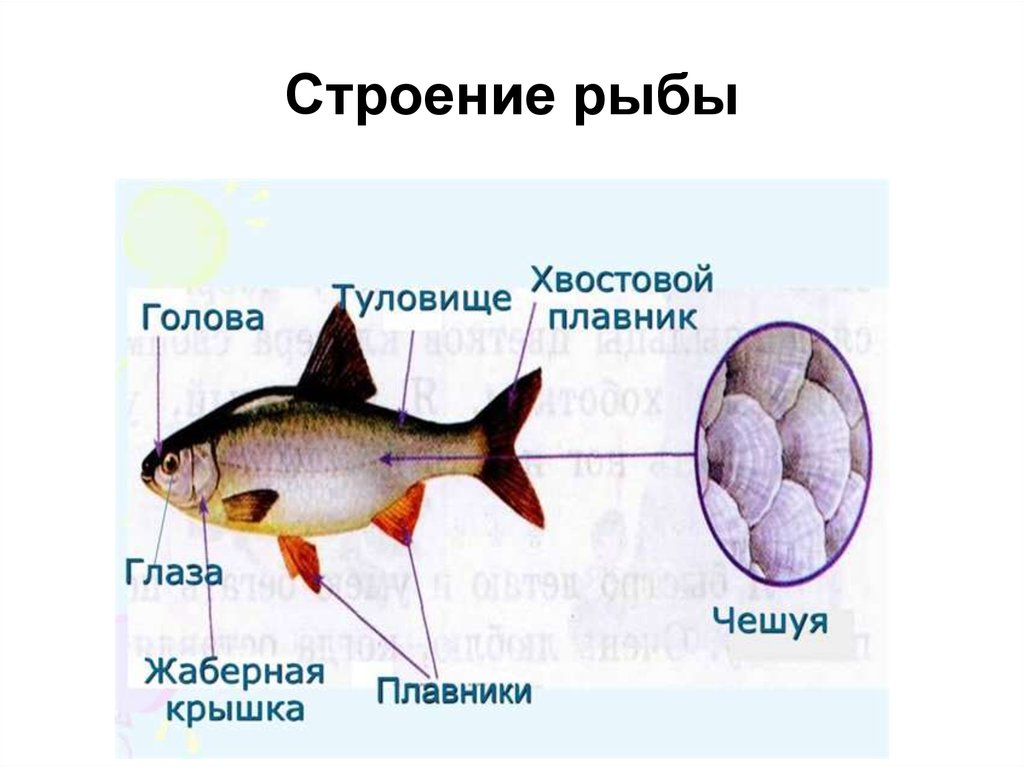 Строение рыбы
Хвостовой
плавник
Туловище
Голова
Глаза
Чешуя
Жаберная
крышка
Плавники